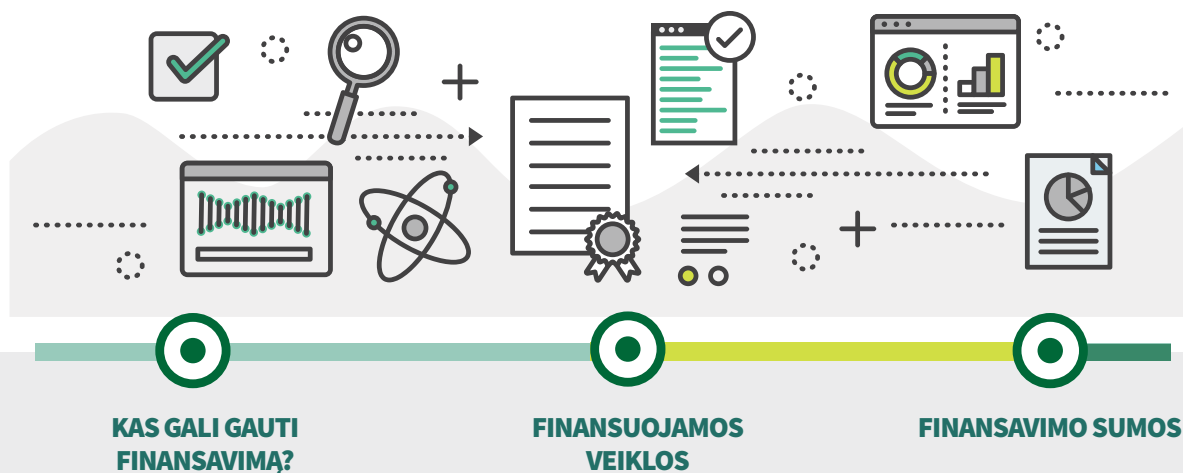 KAS GALI GAUTI
FINANSAVIMĄ?
FINANSUOJAMOS
VEIKLOS
FINANSAVIMO SUMOS